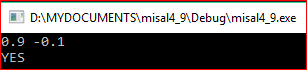 D:\MYDOCUMENTS\misal4_9\Debug\misal4_9.exe
0.9 -0.1
YES